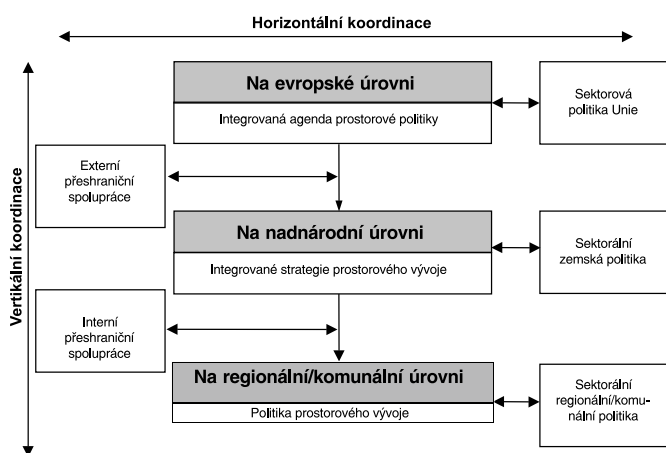 Horizontální koordinace
Vertikální koordinace
Na evropské úrovni
Integrovaná agenda prostorové politiky
Sektorová
politika Unie
Externí
přeshraniční
spolupráce
Na nadnárodní úrovni
Integrované strategie prostorového vývoje
Sektorální
zemská politika
Interní
přeshraniční
spolupráce
Na regionální/komunální úrovni
Politika prostorového vývoje
Sektorální
regionální/komu-
nální politika